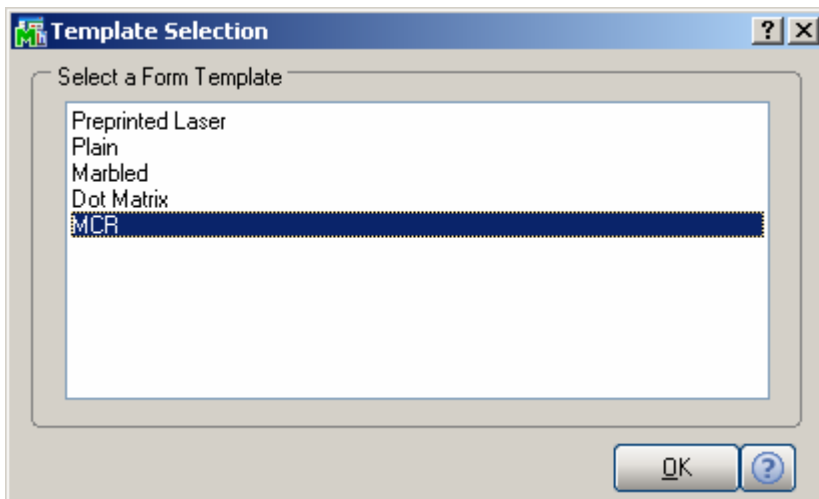 Template Selection
Select a Form Template
Preprinted Laser
Plain
Marbled
Dot Matrix
MCR
OK